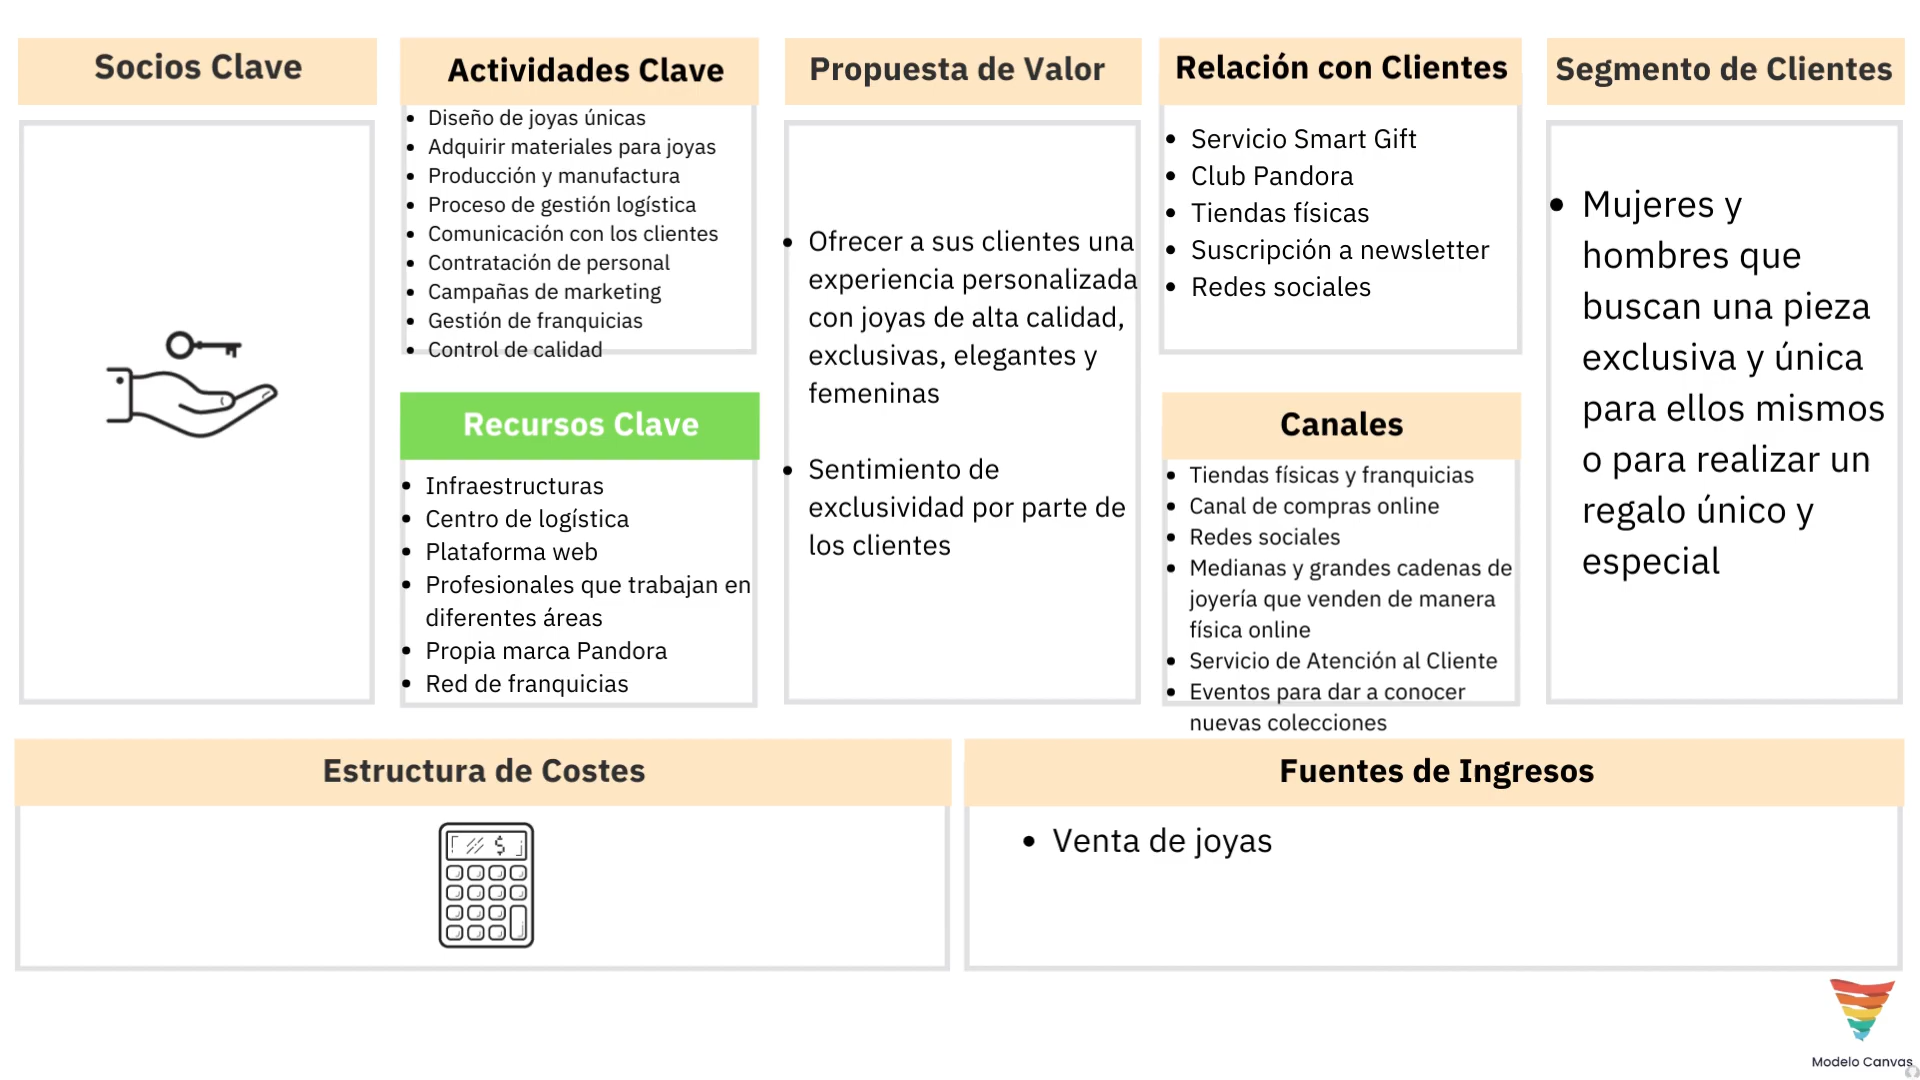 Socios Clave
Actividades Clave
Diseño de joyas únicas
Adquirir materiales para joyas
Producción y manufactura
Proceso de gestión logística
Comunicación con los clientes
Contratación de personal
Campañas de marketing
Gestión de franquicias
Control de calidad
Recursos Clave
Infraestructuras
Centro de logística
Plataforma web
Profesionales que trabajan en
diferentes áreas
Propia marca Pandora
Red de franquicias
Propuesta de Valor
Ofrecer a sus clientes una
experiencia personalizada
con joyas de alta calidad,
exclusivas, elegantes y
femeninas
Sentimiento de
exclusividad por parte de
los clientes
Relación con Clientes
Servicio Smart Gift
Club Pandora
Tiendas físicas
Suscripción a newsletter
Redes sociales
Canales
Tiendas físicas y franquicias
Canal de compras online
Redes sociales
Medianas y grandes cadenas de
joyería que venden de manera
física online
Servicio de Atención al Cliente
Eventos para dar a conocer
nuevas colecciones
Segmento de Clientes
Mujeres y
hombres que
buscan una pieza
exclusiva y única
para ellos mismos
o para realizar un
regalo único y
especial
Estructura de Costes
$
Fuentes de Ingresos
Venta de joyas
Modelo Canvas